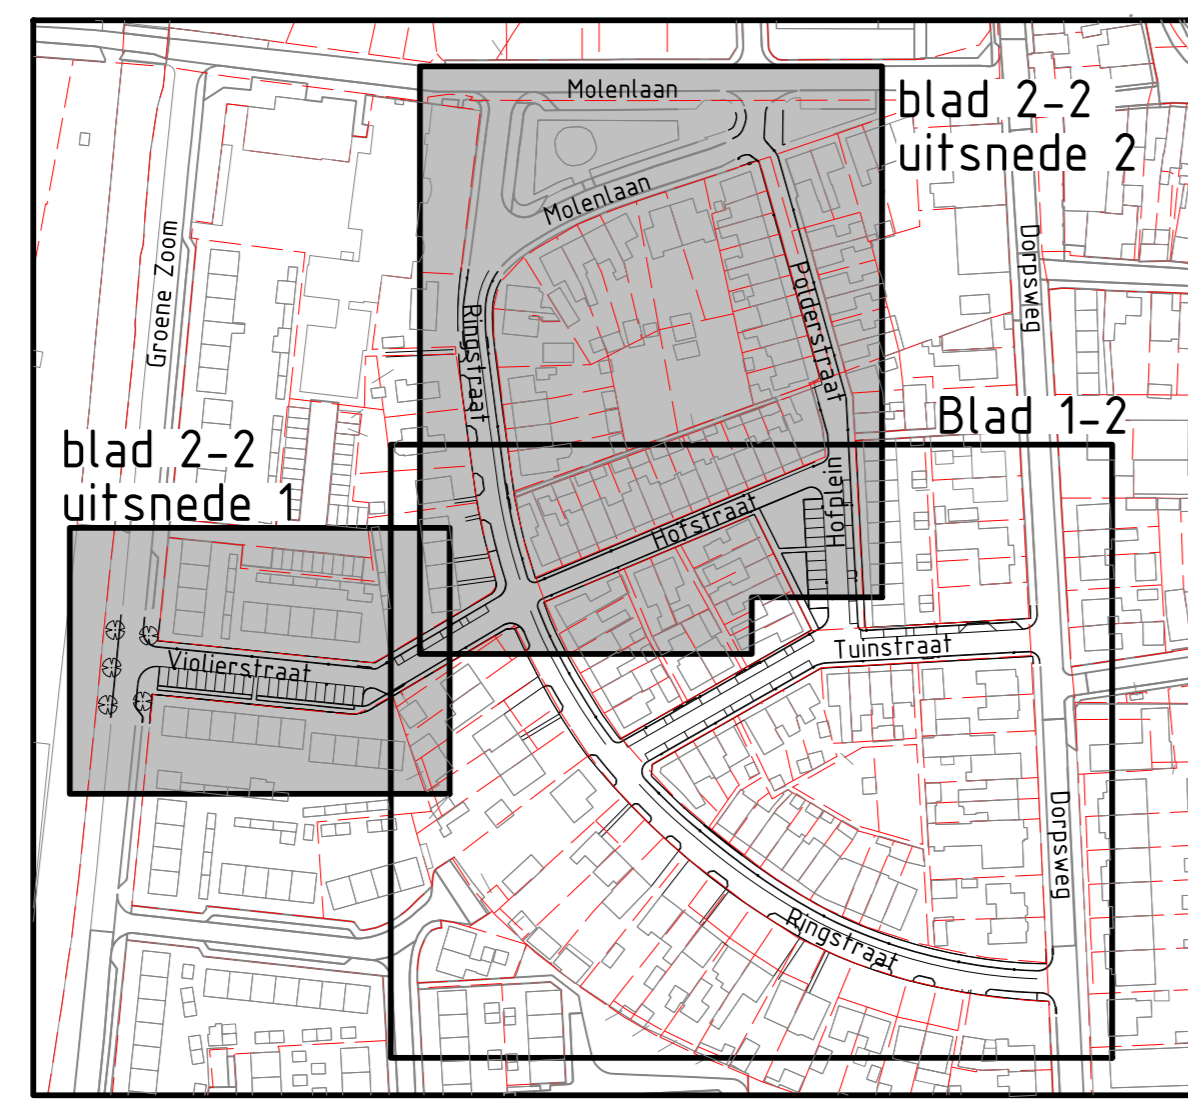 Molenlaan
blad 2-2
uitsnede 2
Molenlaan
Groene Zoom
Dorpsweg
Polderstraat
Ringstraat
Blad 1-2
blad 2-2
uitsnede 1
Hofplein
Hofstraat
Tuinstraat
Violierstraat
Dorpsweg
Ringstraat